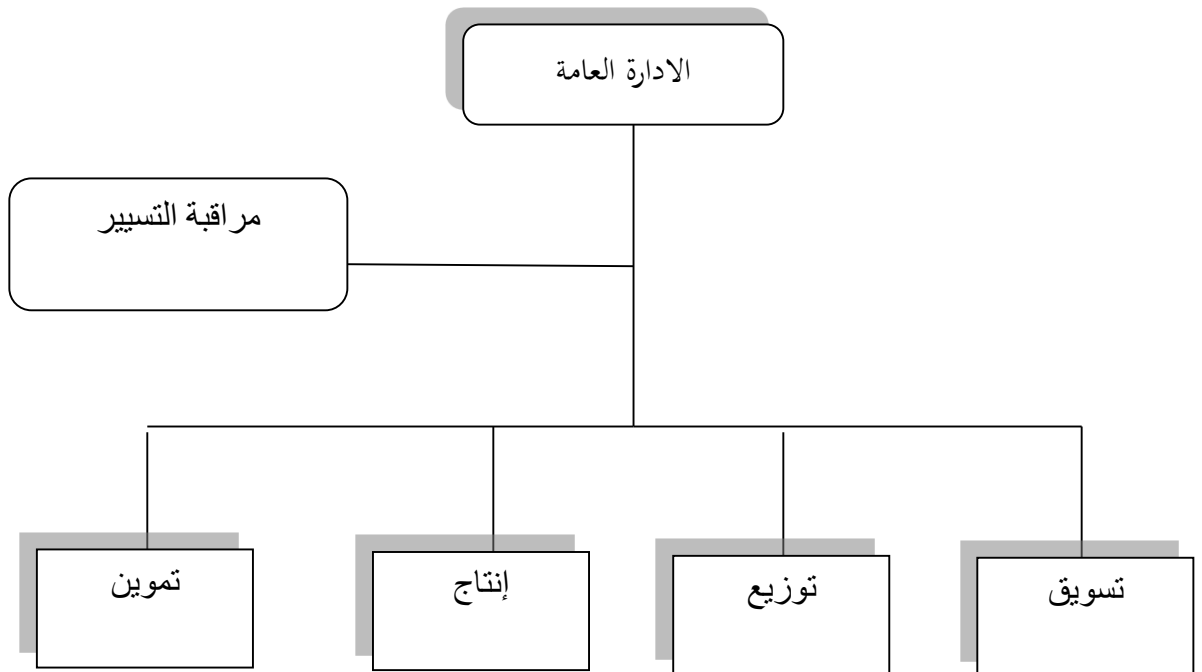 الادارة العامة
مراقبة التسيير
تسويق
توزيع
إنتاج
تموين